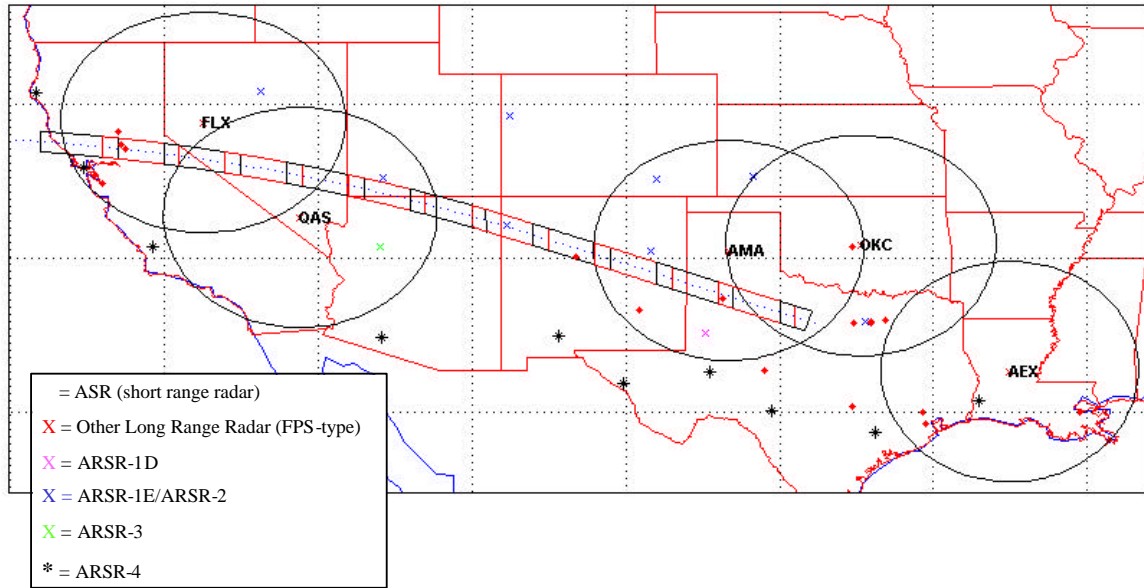 FLX
QAS
AMA
OKC
AEX
= ASR (short range radar)
X = Other Long Range Radar (FPS-type)
X = ARSR-1D
X = ARSR-1E/ARSR-2
X = ARSR-3
* = ARSR-4